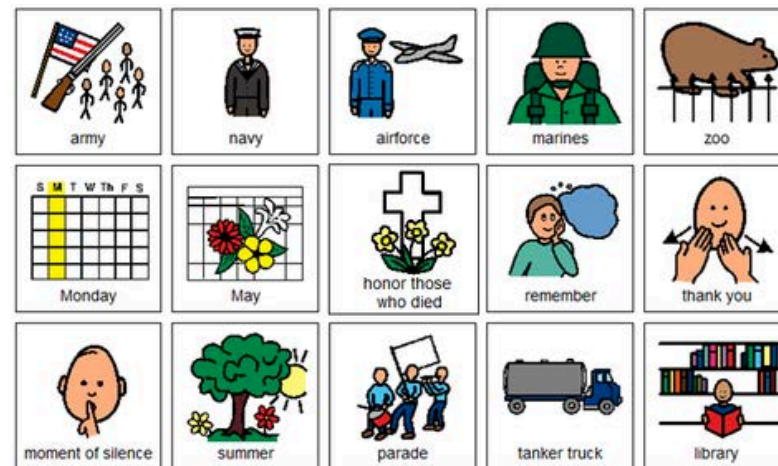 army
navy
airforce
marines
zoo
S M T W Th F S
Monday
May
honor those
who died
remember
thank you
moment of silence
summer
parade
tanker truck
library